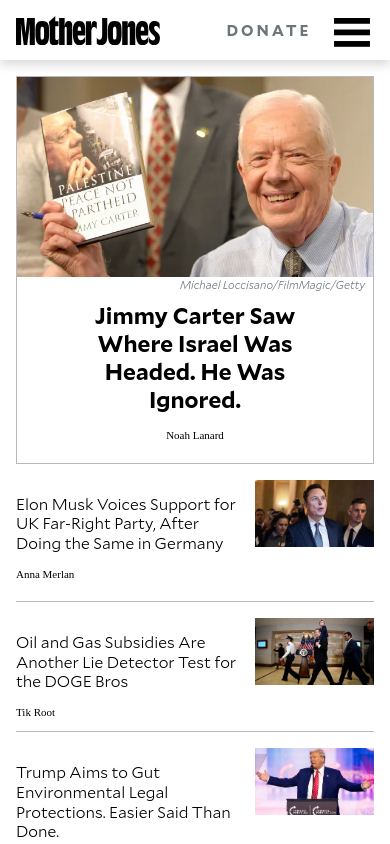 Mother Jones
DONATE
PALESTINE
PEACE NOT
APARTHEID
JIMMY CARTER
Michael Loccisano/FilmMagic/Getty
Jimmy Carter Saw
Where Israel Was
Headed. He Was
Ignored.
Noah Lanard
Elon Musk Voices Support for
UK Far-Right Party, After
Doing the Same in Germany
Anna Merlan
Oil and Gas Subsidies Are
Another Lie Detector Test for
the DOGE Bros
Tik Root
Trump Aims to Gut
Environmental Legal
Protections. Easier Said Than
Done.